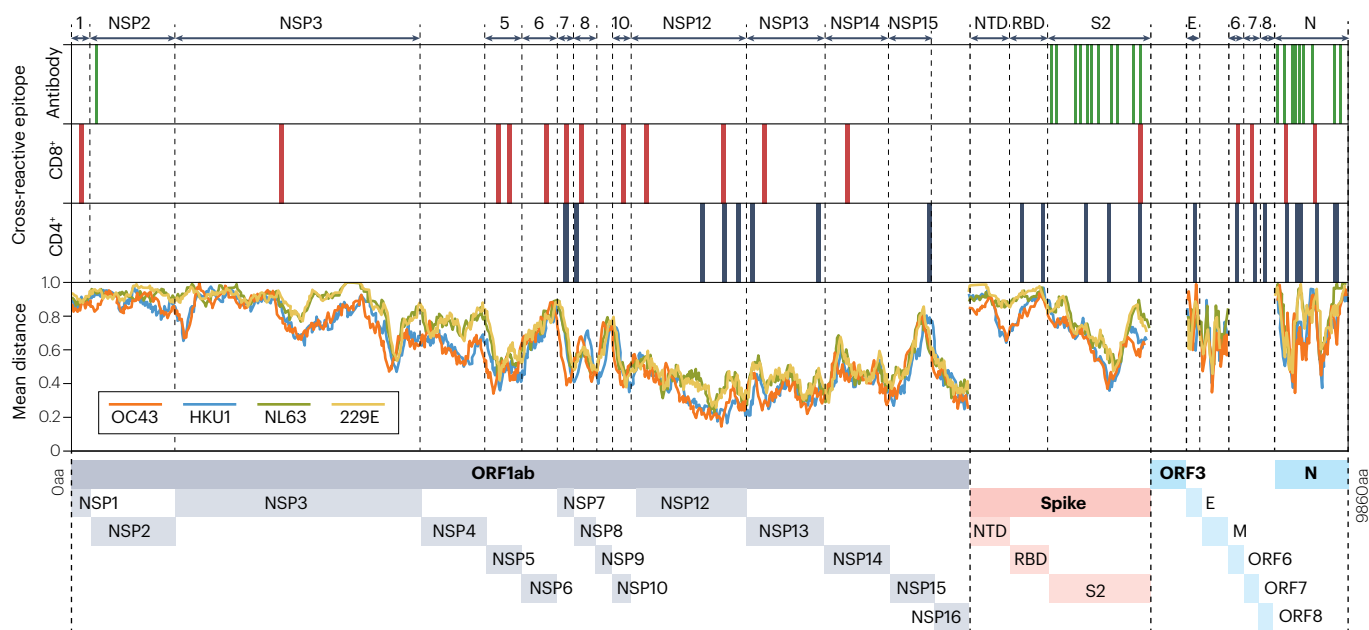 1 NSP2 NSP3 5 6 7 8 10 NSP12 NSP13 NSP14 NSP15 NTD RBD S2 E 6 7 8 N
Cross-reactive epitope
Antibody
CD8⁺
CD4⁺
Mean distance
1.0
0.8
0.6
0.4
0.2
0
OC43 HKU1 NL63 229E
0aa
ORF1ab ORF3 N
9860aa
NSP1 NSP3 NSP7 NSP12 Spike E
NSP2 NSP4 NSP8 NSP13 NTD M
NSP5 NSP9 NSP14 RBD ORF6
NSP6 NSP10 NSP15 S2 ORF7
NSP16 ORF8